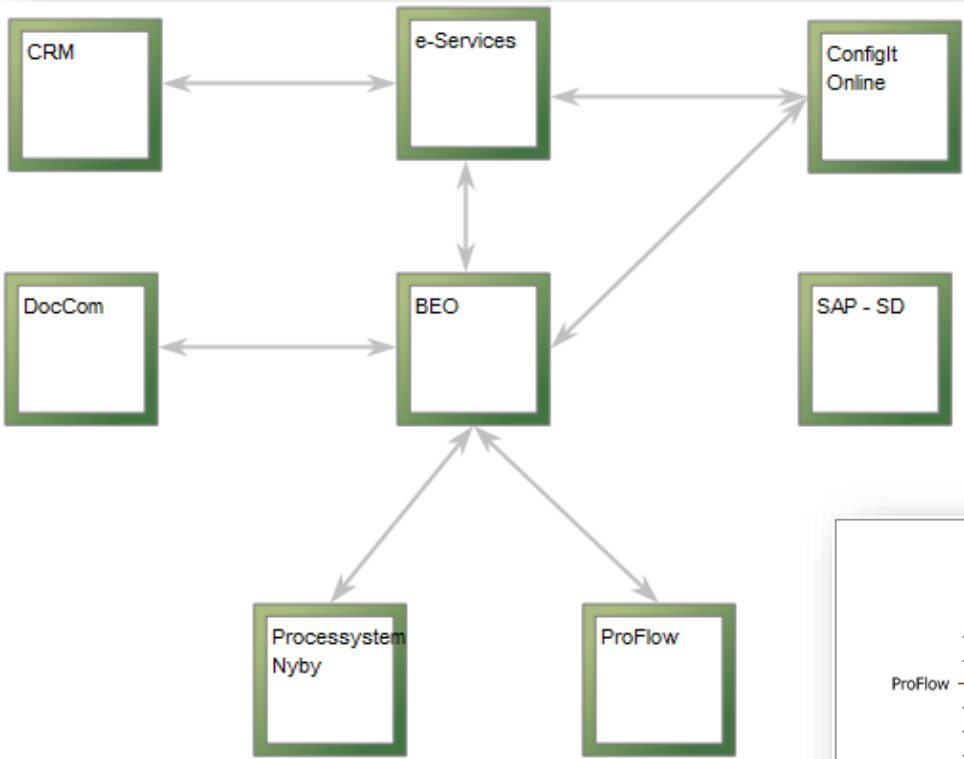 CRM
e-Services
ConfigIt
Online
DocCom
BEO
SAP - SD
Processystem
Nyby
ProFlow
ProFlow